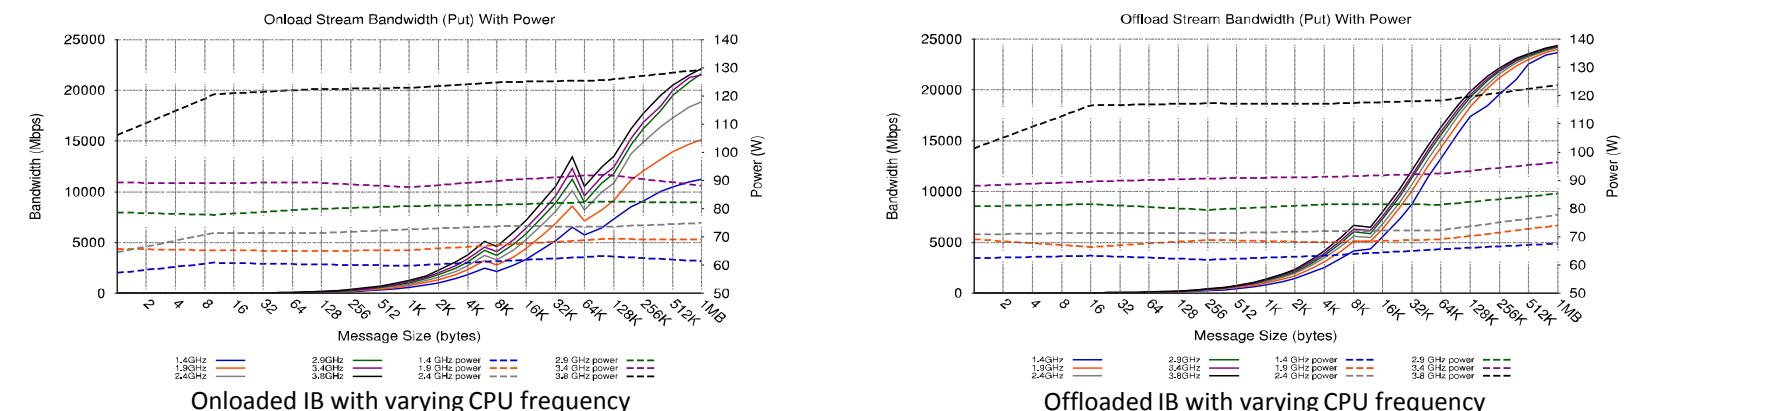 Onload Stream Bandwidth (Put) With Power
25000
20000
15000
10000
5000
0
Bandwidth (Mbps)
140
130
120
110
100
90
80
70
60
50
Power (W)
2 4 8 16 32 64 128 256 512 1K 2K 4K 8K 16K 32K 64K 128K 256K 512K 1MB
Message Size (bytes)
1.4GHz 2.9GHz 1.4 GHz power 2.9 GHz power
1.9GHz 3.4GHz 1.9 GHz power 3.4 GHz power
2.4GHz 3.8GHz 2.4 GHz power 3.8 GHz power
Onloaded IB with varying CPU frequency
Offload Stream Bandwidth (Put) With Power
25000
20000
15000
10000
5000
0
Bandwidth (Mbps)
140
130
120
110
100
90
80
70
60
50
Power (W)
2 4 8 16 32 64 128 256 512 1K 2K 4K 8K 16K 32K 64K 128K 256K 512K 1MB
Message Size (bytes)
1.4GHz 2.9GHz 1.4 GHz power 2.9 GHz power
1.9GHz 3.4GHz 1.9 GHz power 3.4 GHz power
2.4GHz 3.8GHz 2.4 GHz power 3.8 GHz power
Offloaded IB with varying CPU frequency